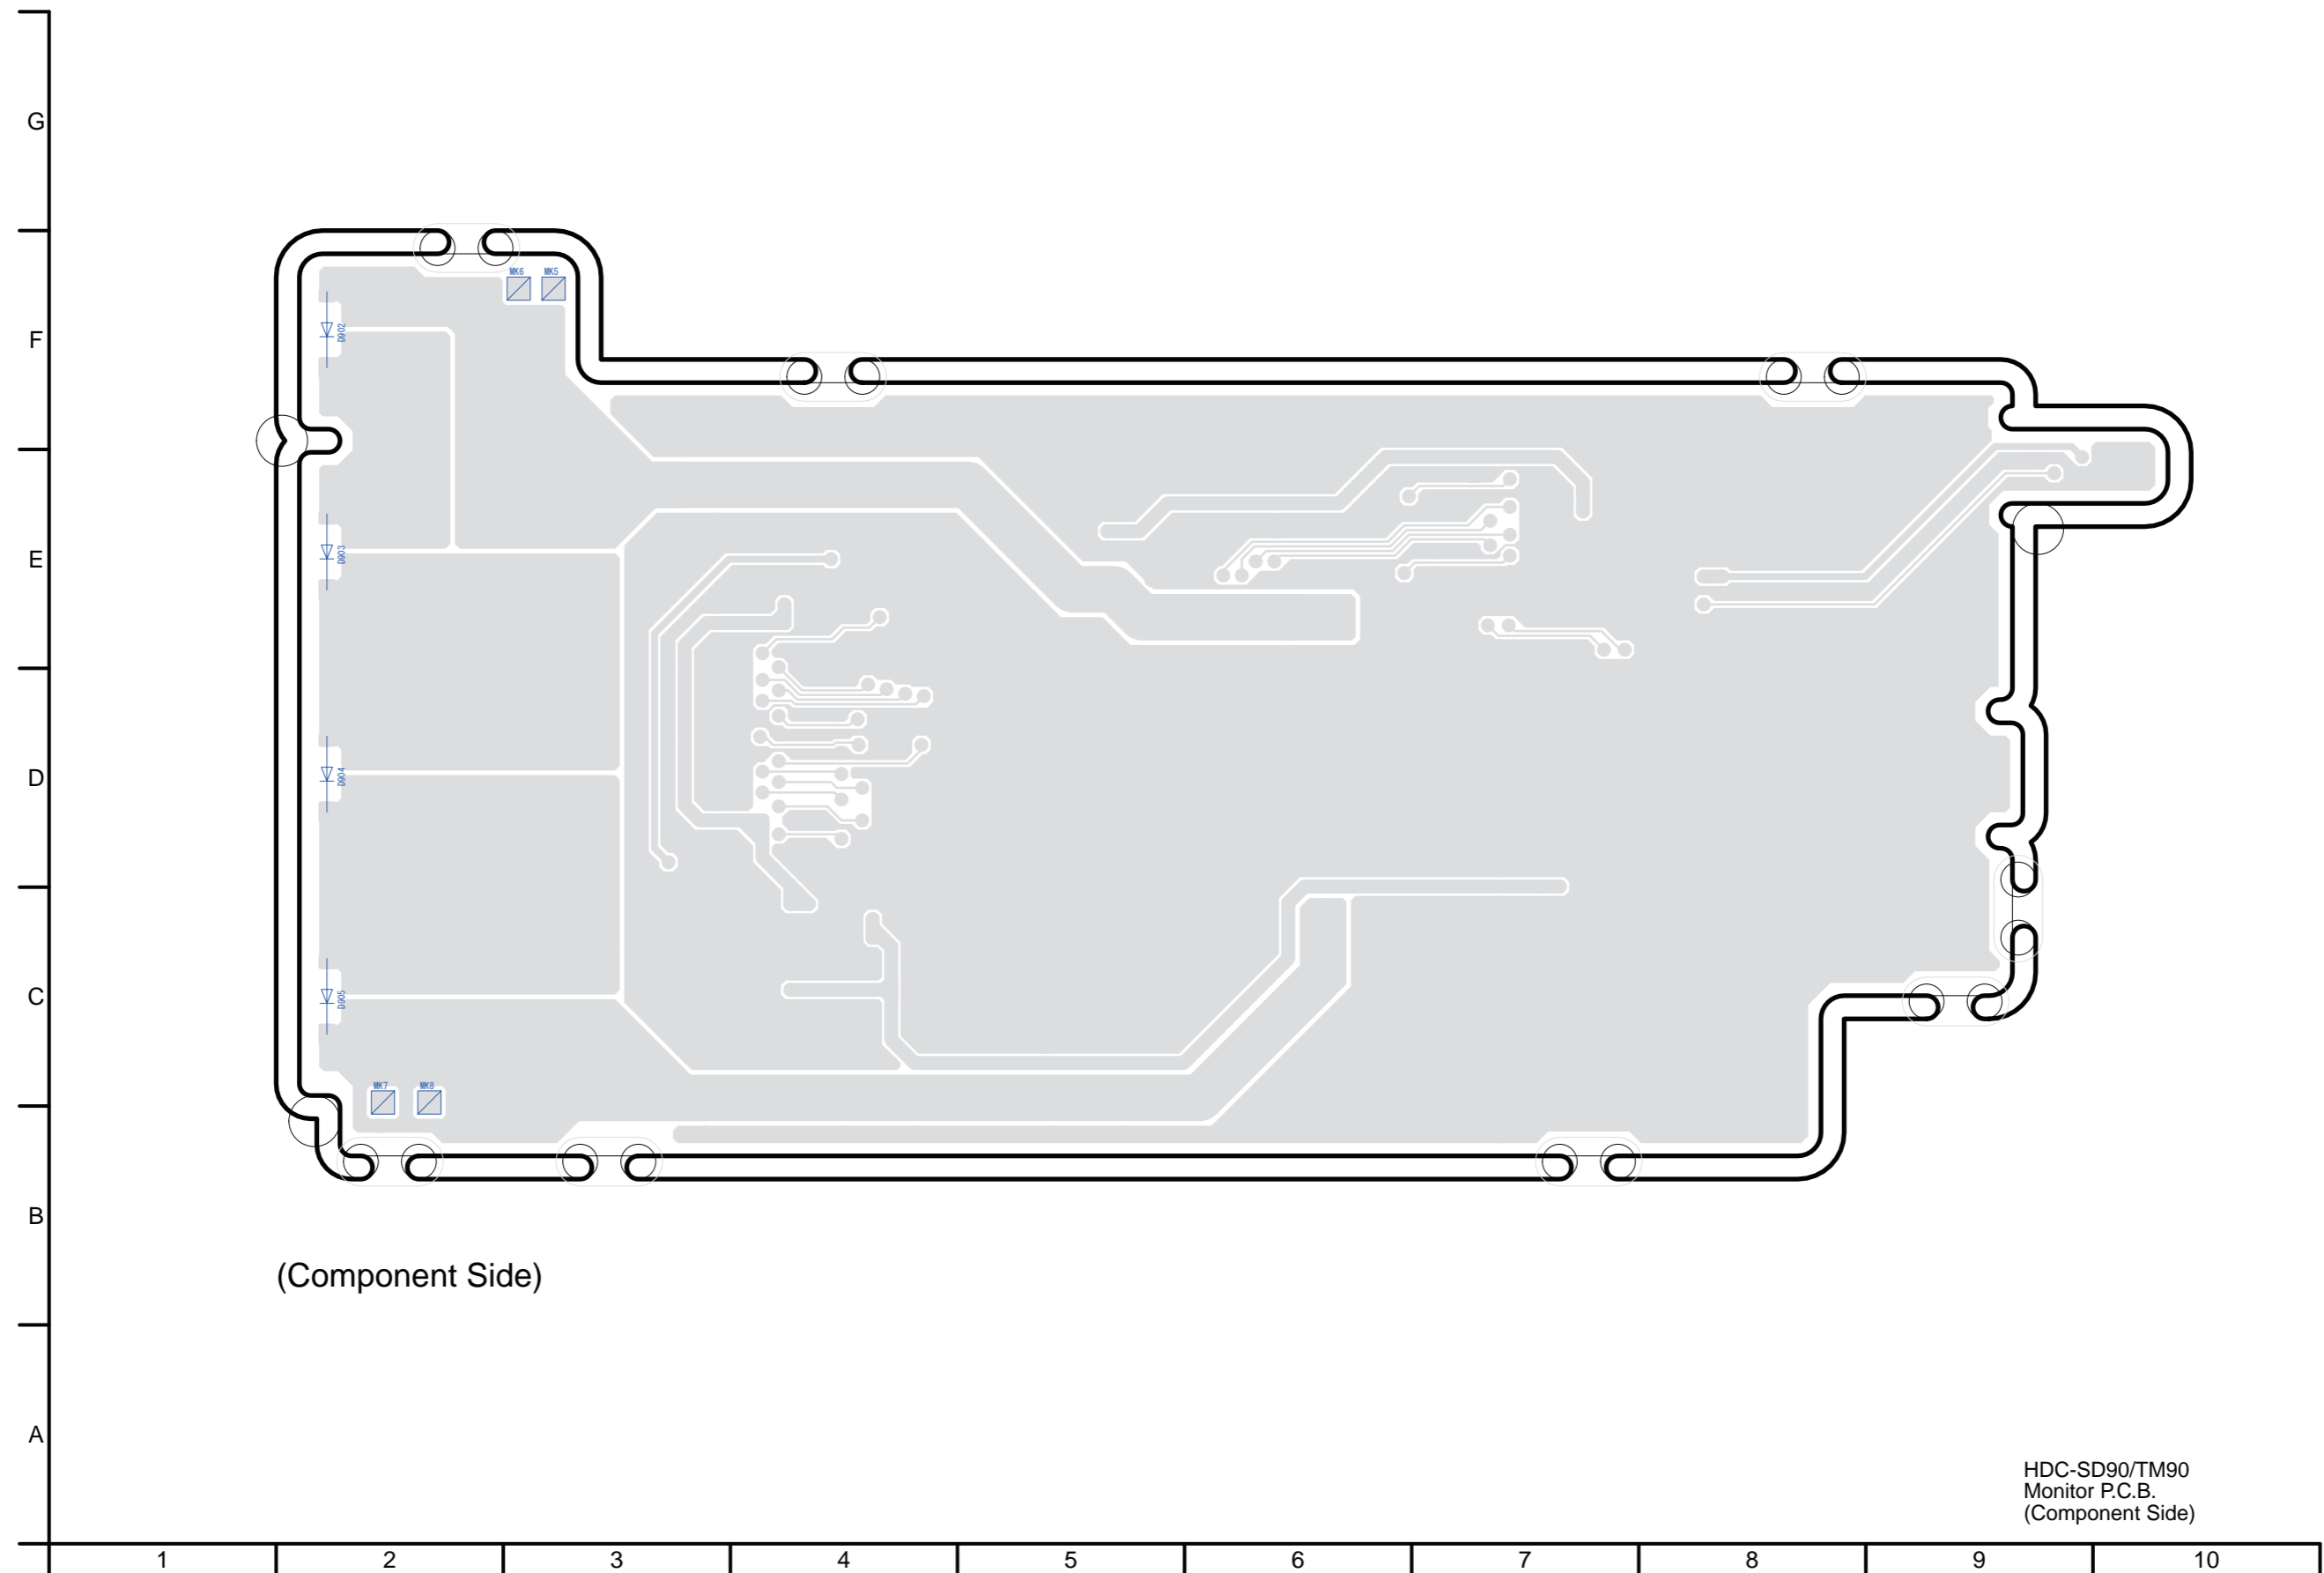 G
MK6 MK5
F
D902
E
D903
D
D904
C
D905
MK7 MK8
B
(Component Side)
A
HDC-SD90/TM90
Monitor P.C.B.
(Component Side)
1 2 3 4 5 6 7 8 9 10